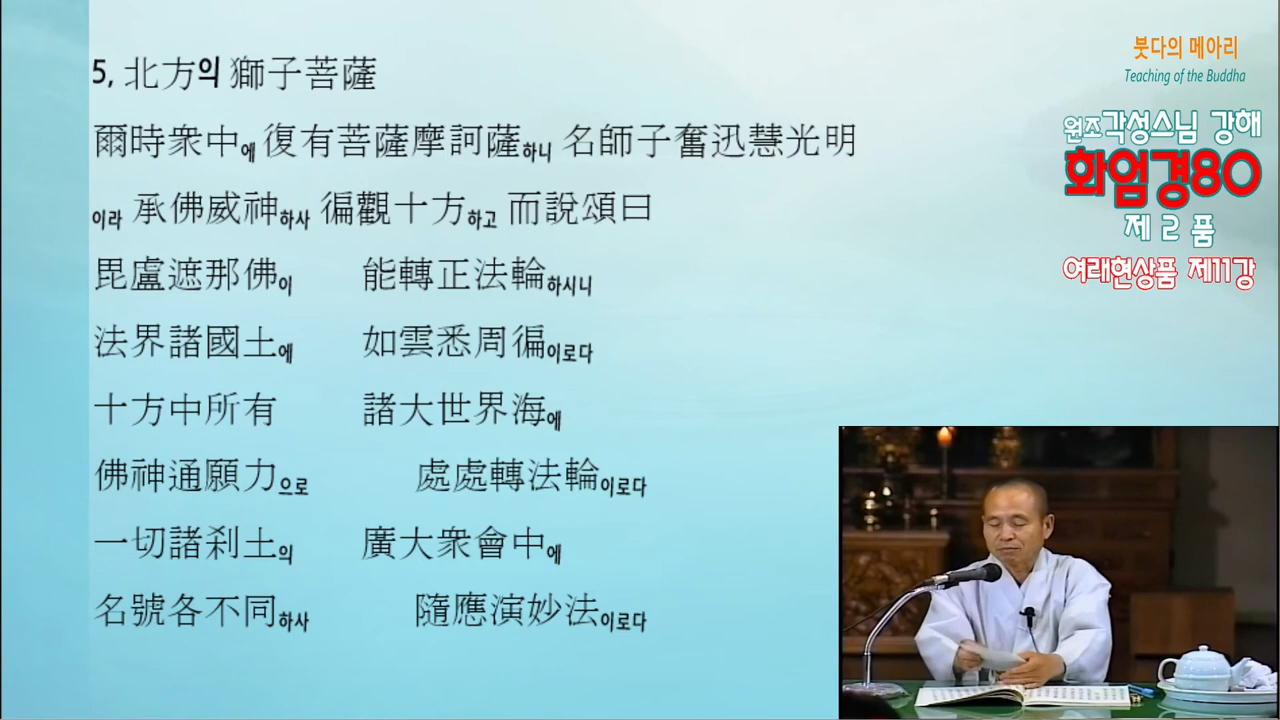 5, 北方의 獅子菩薩
爾時衆中에 復有菩薩摩訶薩하니 名師子奮迅慧光明
이라 承佛威神하사 徧觀十方하고 而說頌曰
毘盧遮那佛이 能轉正法輪하시니
法界諸國土에 如雲悉周徧이로다
十方中所有 諸大世界海에
佛神通願力으로 處處轉法輪이로다
一切諸刹土의 廣大衆會中에
名號各不同하사 隨應演妙法이로다
붓다의 메아리
Teaching of the Buddha
원조각성스님 강해
화엄경80
제 2 품
여래현상품 제11강